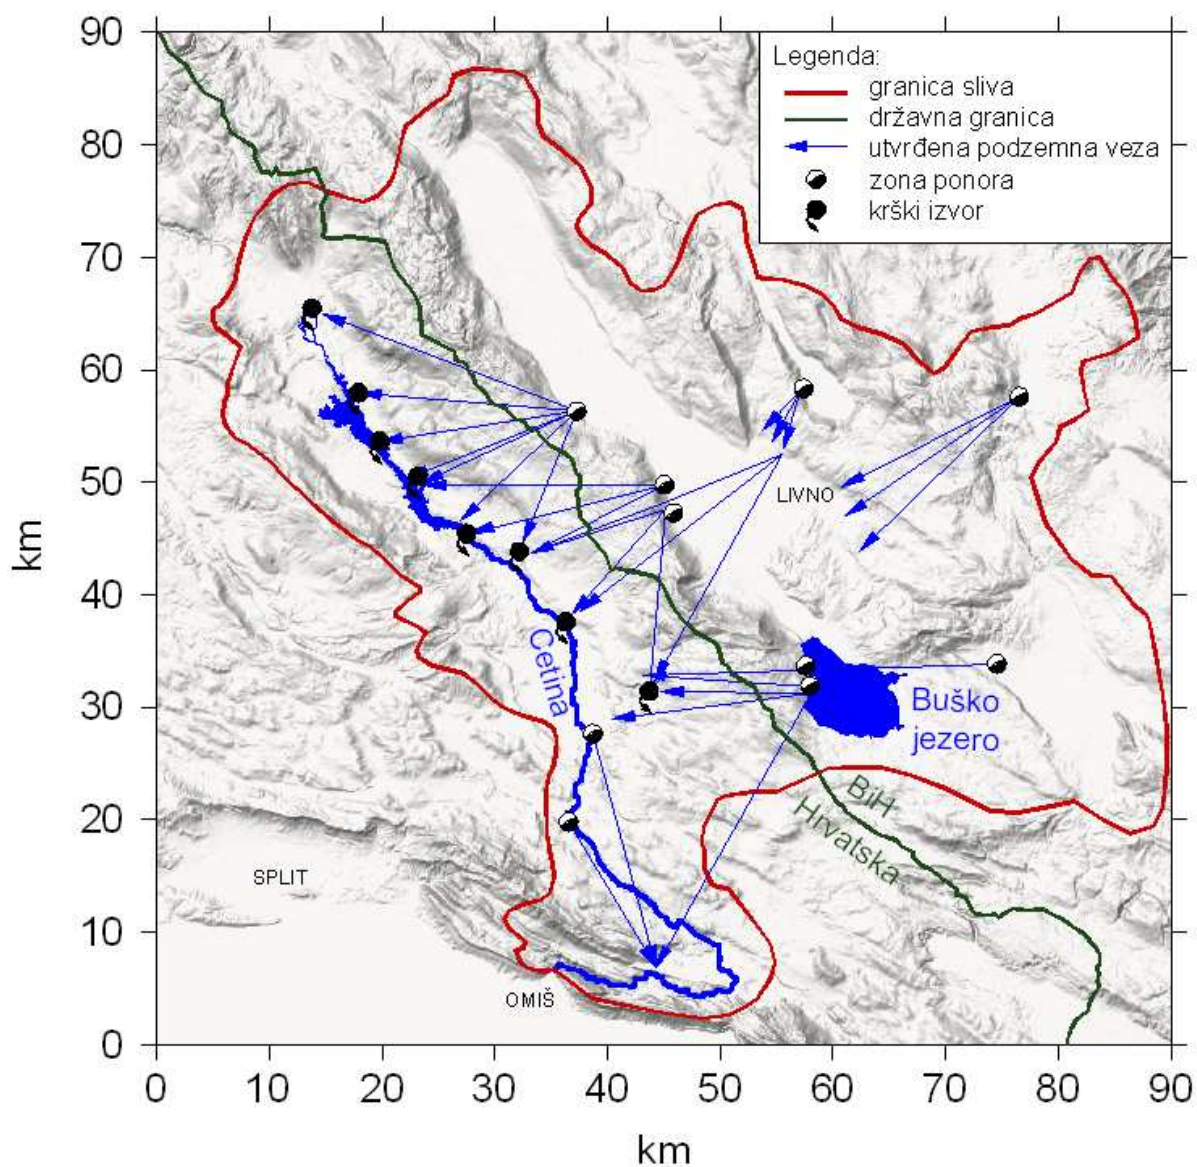 Legenda:
granica sliva
državna granica
utvrđena podzemna veza
zona ponora
krški izvor
90
80
70
60
50
40
30
20
10
0
km
LIVNO
Cetina
Buško
jezero
BiH
Hrvatska
SPLIT
OMIŠ
0 10 20 30 40 50 60 70 80 90
km